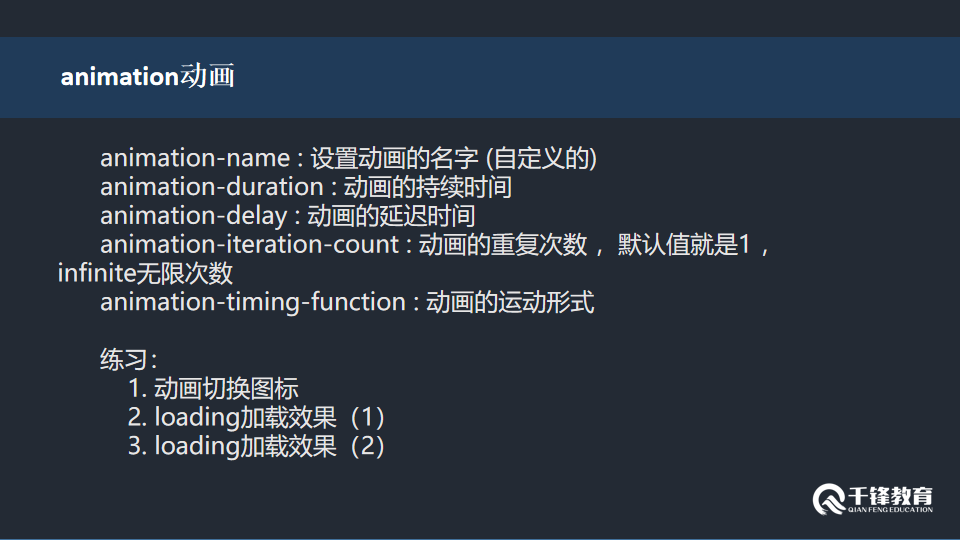 animation动画
animation-name : 设置动画的名字 (自定义的)
animation-duration : 动画的持续时间
animation-delay : 动画的延迟时间
animation-iteration-count : 动画的重复次数 ，默认值就是1 ，
infinite无限次数
animation-timing-function : 动画的运动形式
练习：
1. 动画切换图标
2. loading加载效果（1）
3. loading加载效果（2）
千锋教育
QIAN FENG EDUCATION